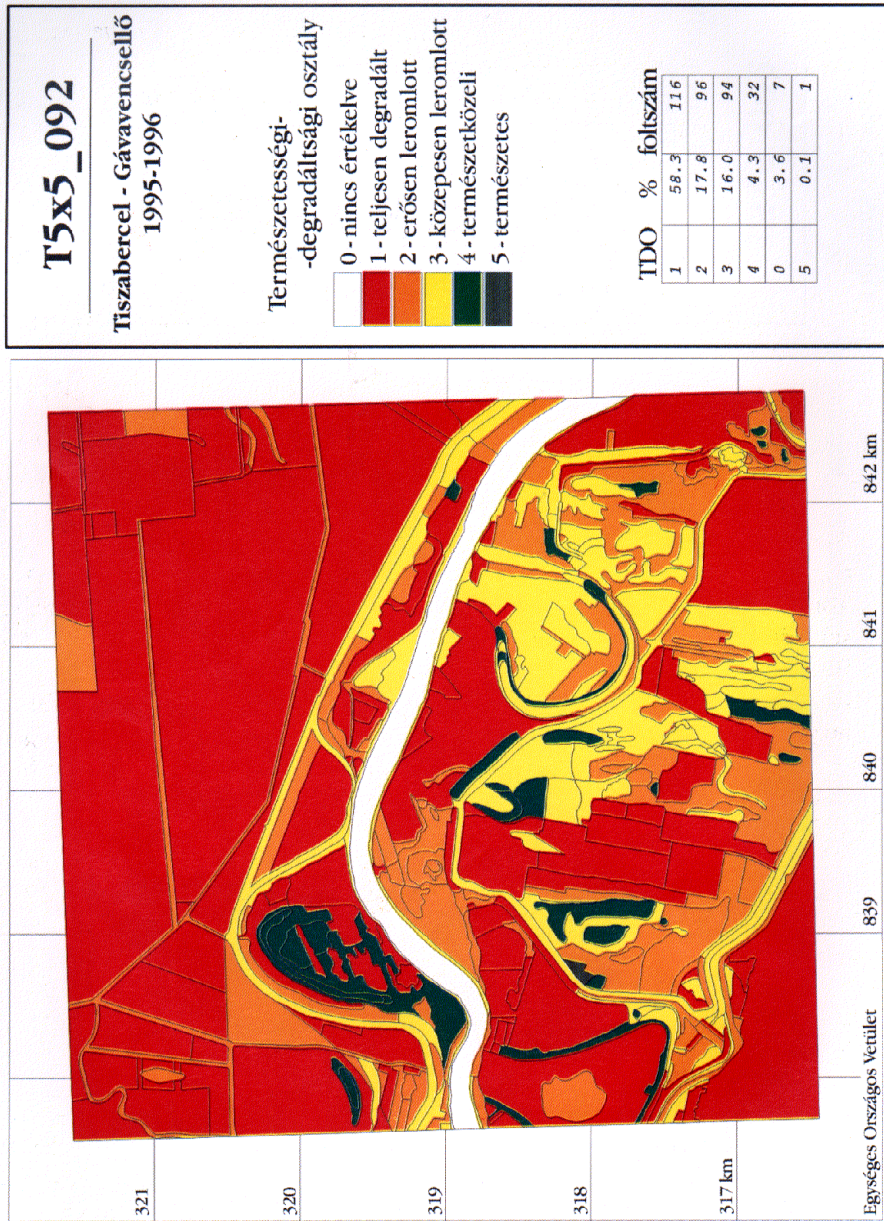 T5x5_092
Tiszabercel - Gávavencsellő
1995-1996
Természetességi-
-degradáltsági osztály
0 - nincs értékelve
1 - teljesen degradált
2 - erősen leromlott
3 - közepesen leromlott
4 - természetközeli
5 - természetes
TDO % foltszám
1 58.3 116
2 17.8 96
3 16.0 94
4 4.3 32
0 3.6 7
5 0.1 1
321
320
319
318
317 km
Egységes Országos Vetület
839
840
841
842 km